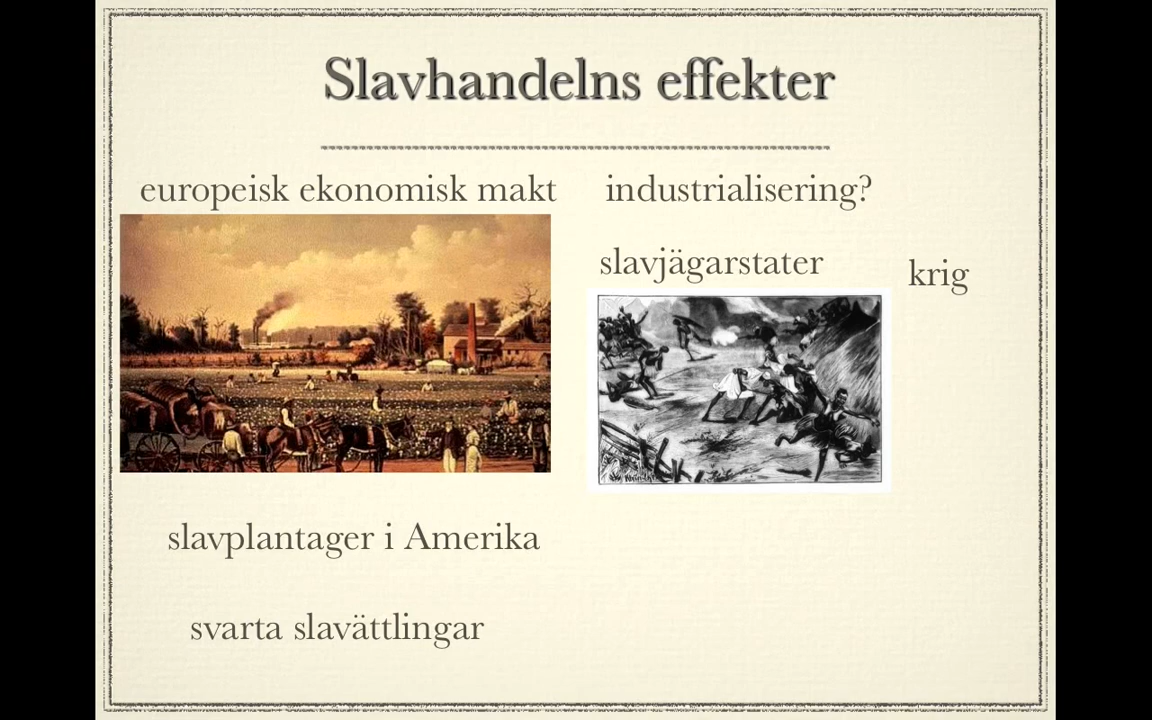 Slavhandelns effekter
europeisk ekonomisk makt
industrialisering?
slavjägarstater
krig
slavplantager i Amerika
svarta slavättlingar